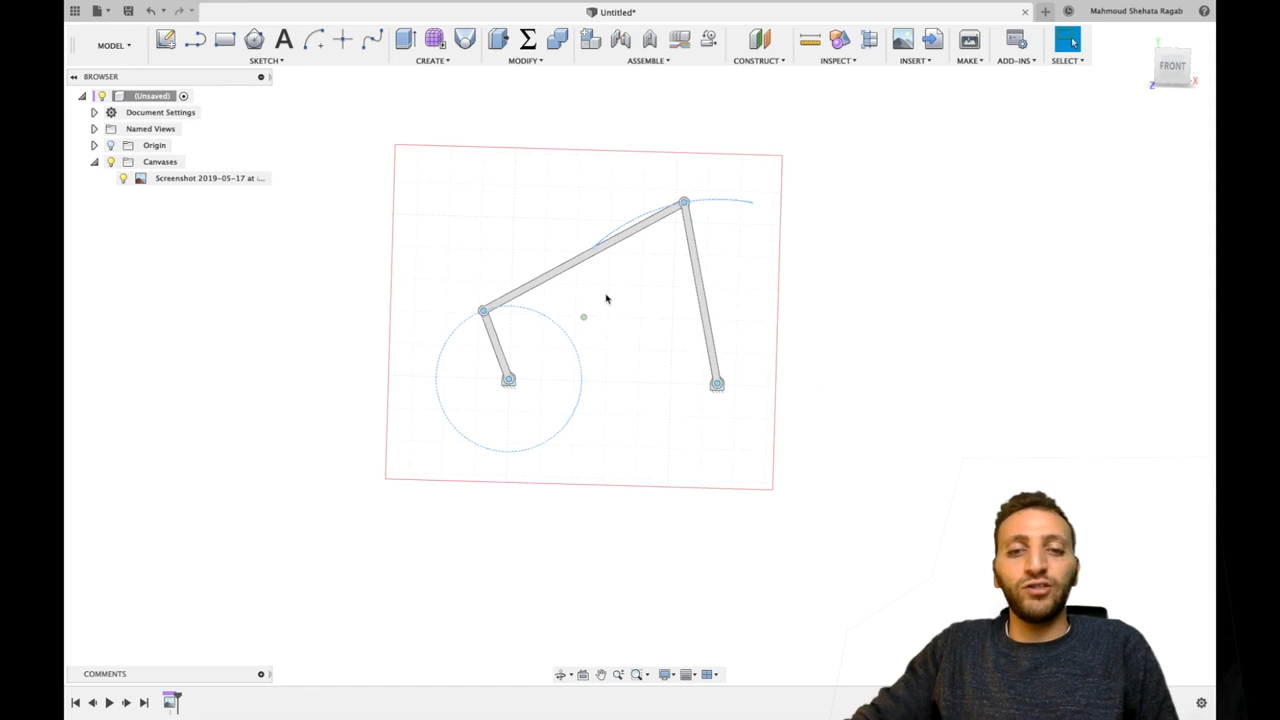 Untitled*
Mahmoud Shehata Ragab
MODEL
SKETCH
CREATE
MODIFY
ASSEMBLE
CONSTRUCT
INSPECT
INSERT
MAKE
ADD-INS
SELECT
FRONT
Y
X
Z
BROWSER
(Unsaved)
Document Settings
Named Views
Origin
Canvases
Screenshot 2019-05-17 at ...
COMMENTS